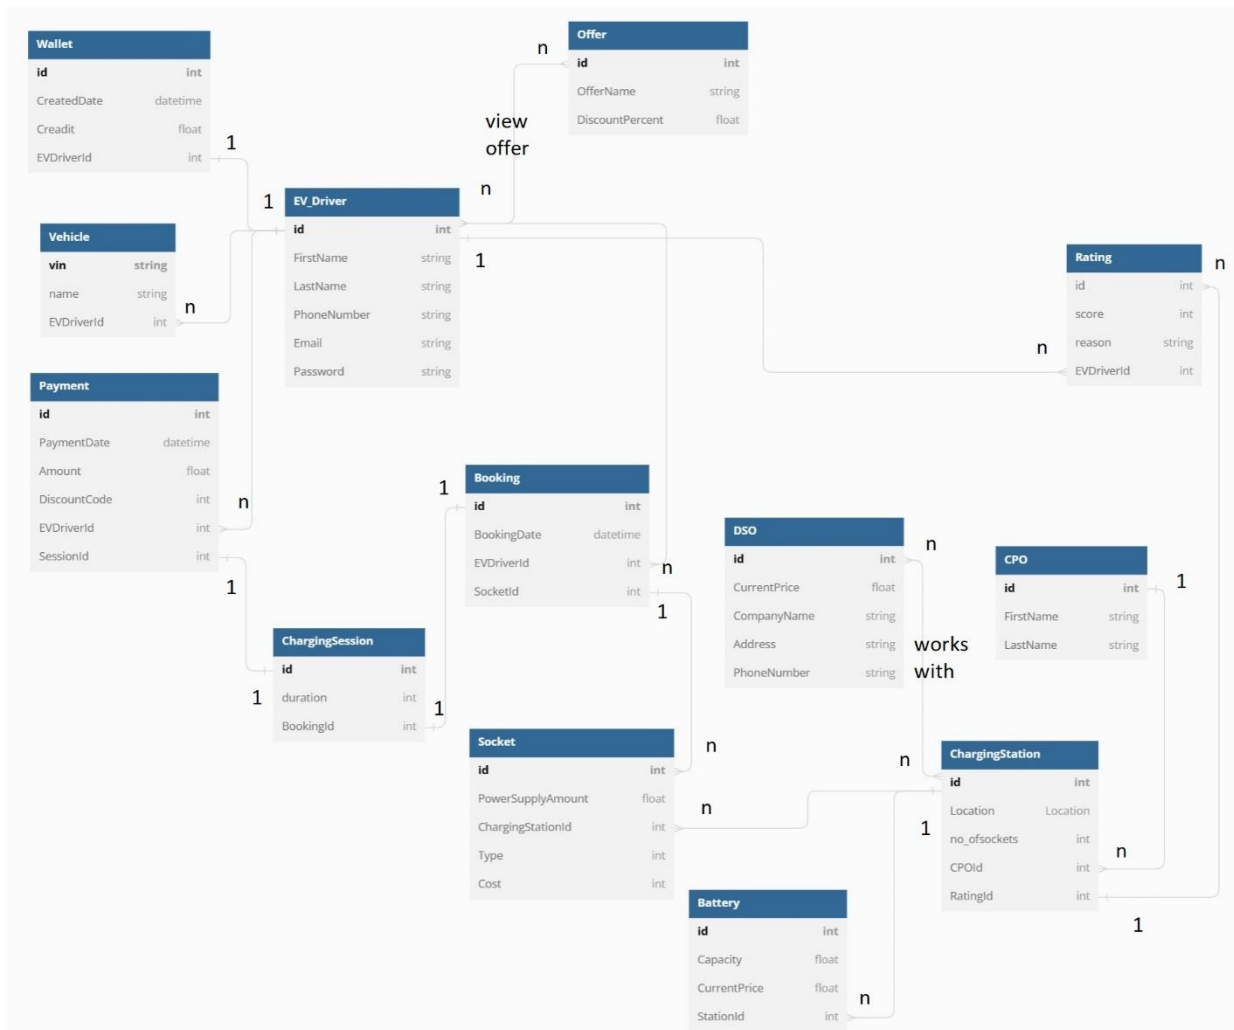 Wallet
id int
CreatedDate datetime
Creadit float
EVDriverId int
1
Offer
id int
OfferName string
DiscountPercent float
n
view
offer
n
1
EV_Driver
id int
FirstName string
LastName string
PhoneNumber string
Email string
Password string
1
Vehicle
vin string
name string
EVDriverId int
n
Rating
id int
score int
reason string
EVDriverId int
n
n
Payment
id int
PaymentDate datetime
Amount float
DiscountCode int
EVDriverId int
SessionId int
n
1
Booking
id int
BookingDate datetime
EVDriverId int
SocketId int
1
n
1
DSO
id int
CurrentPrice float
CompanyName string
Address string
PhoneNumber string
n
works
with
CPO
id int
FirstName string
LastName string
1
ChargingSession
id int
duration int
BookingId int
1
1
Socket
id int
PowerSupplyAmount float
ChargingStationId int
Type int
Cost int
n
n
ChargingStation
id int
Location Location
no_ofsockets int
CPOId int
RatingId int
n
1
n
1
Battery
id int
Capacity float
CurrentPrice float
StationId int
n